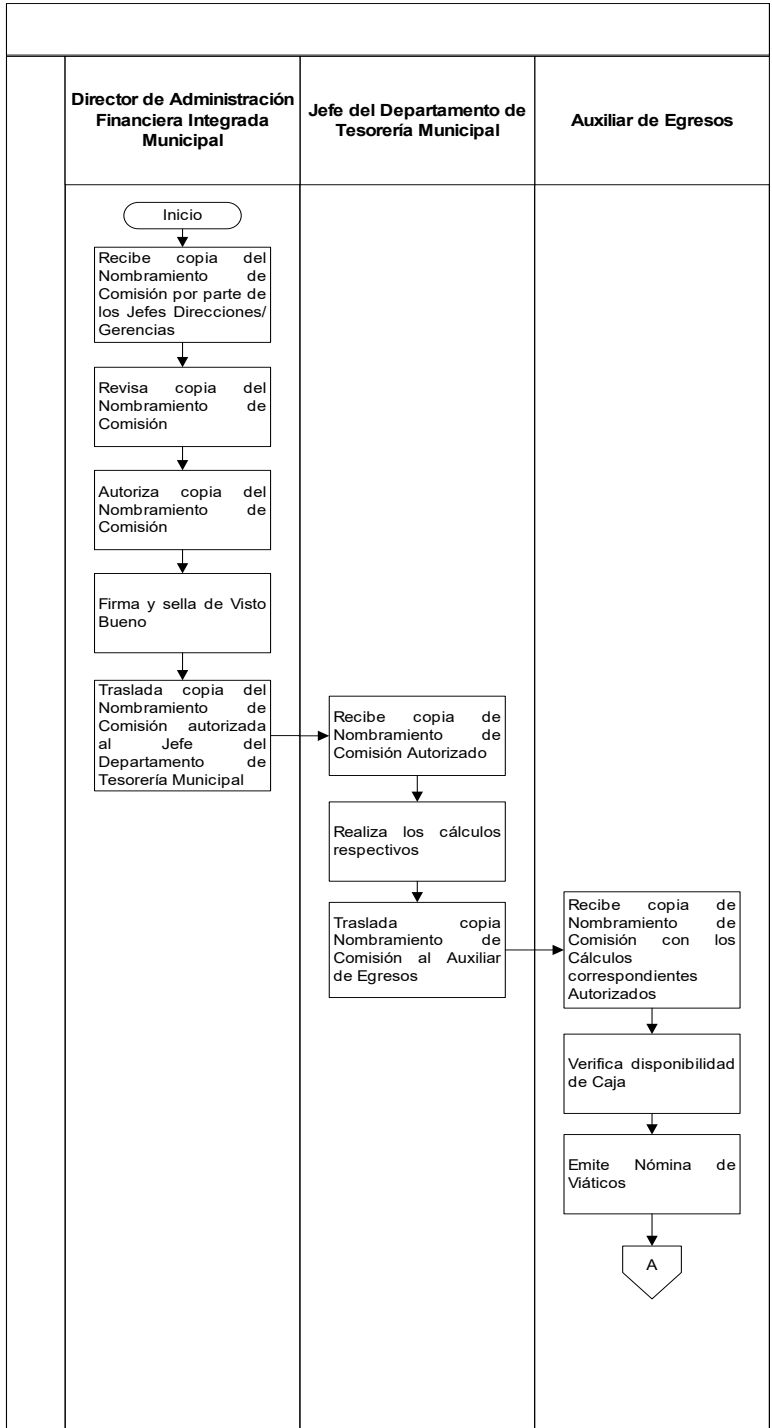 Director de Administración
Financiera Integrada
Municipal
Jefe del Departamento de
Tesorería Municipal
Auxiliar de Egresos
Inicio
Recibe copia del
Nombramiento de
Comisión por parte de
los Jefes Direcciones/
Gerencias
Revisa copia del
Nombramiento de
Comisión
Autoriza copia del
Nombramiento de
Comisión
Firma y sella de Visto
Bueno
Traslada copia del
Nombramiento de
Comisión autorizada
al Jefe del
Departamento de
Tesorería Municipal
Recibe copia de
Nombramiento de
Comisión Autorizado
Realiza los cálculos
respectivos
Traslada copia
Nombramiento de
Comisión al Auxiliar
de Egresos
Recibe copia de
Nombramiento de
Comisión con los
Cálculos
correspondientes
Autorizados
Verifica disponibilidad
de Caja
Emite Nómina de
Viáticos
A